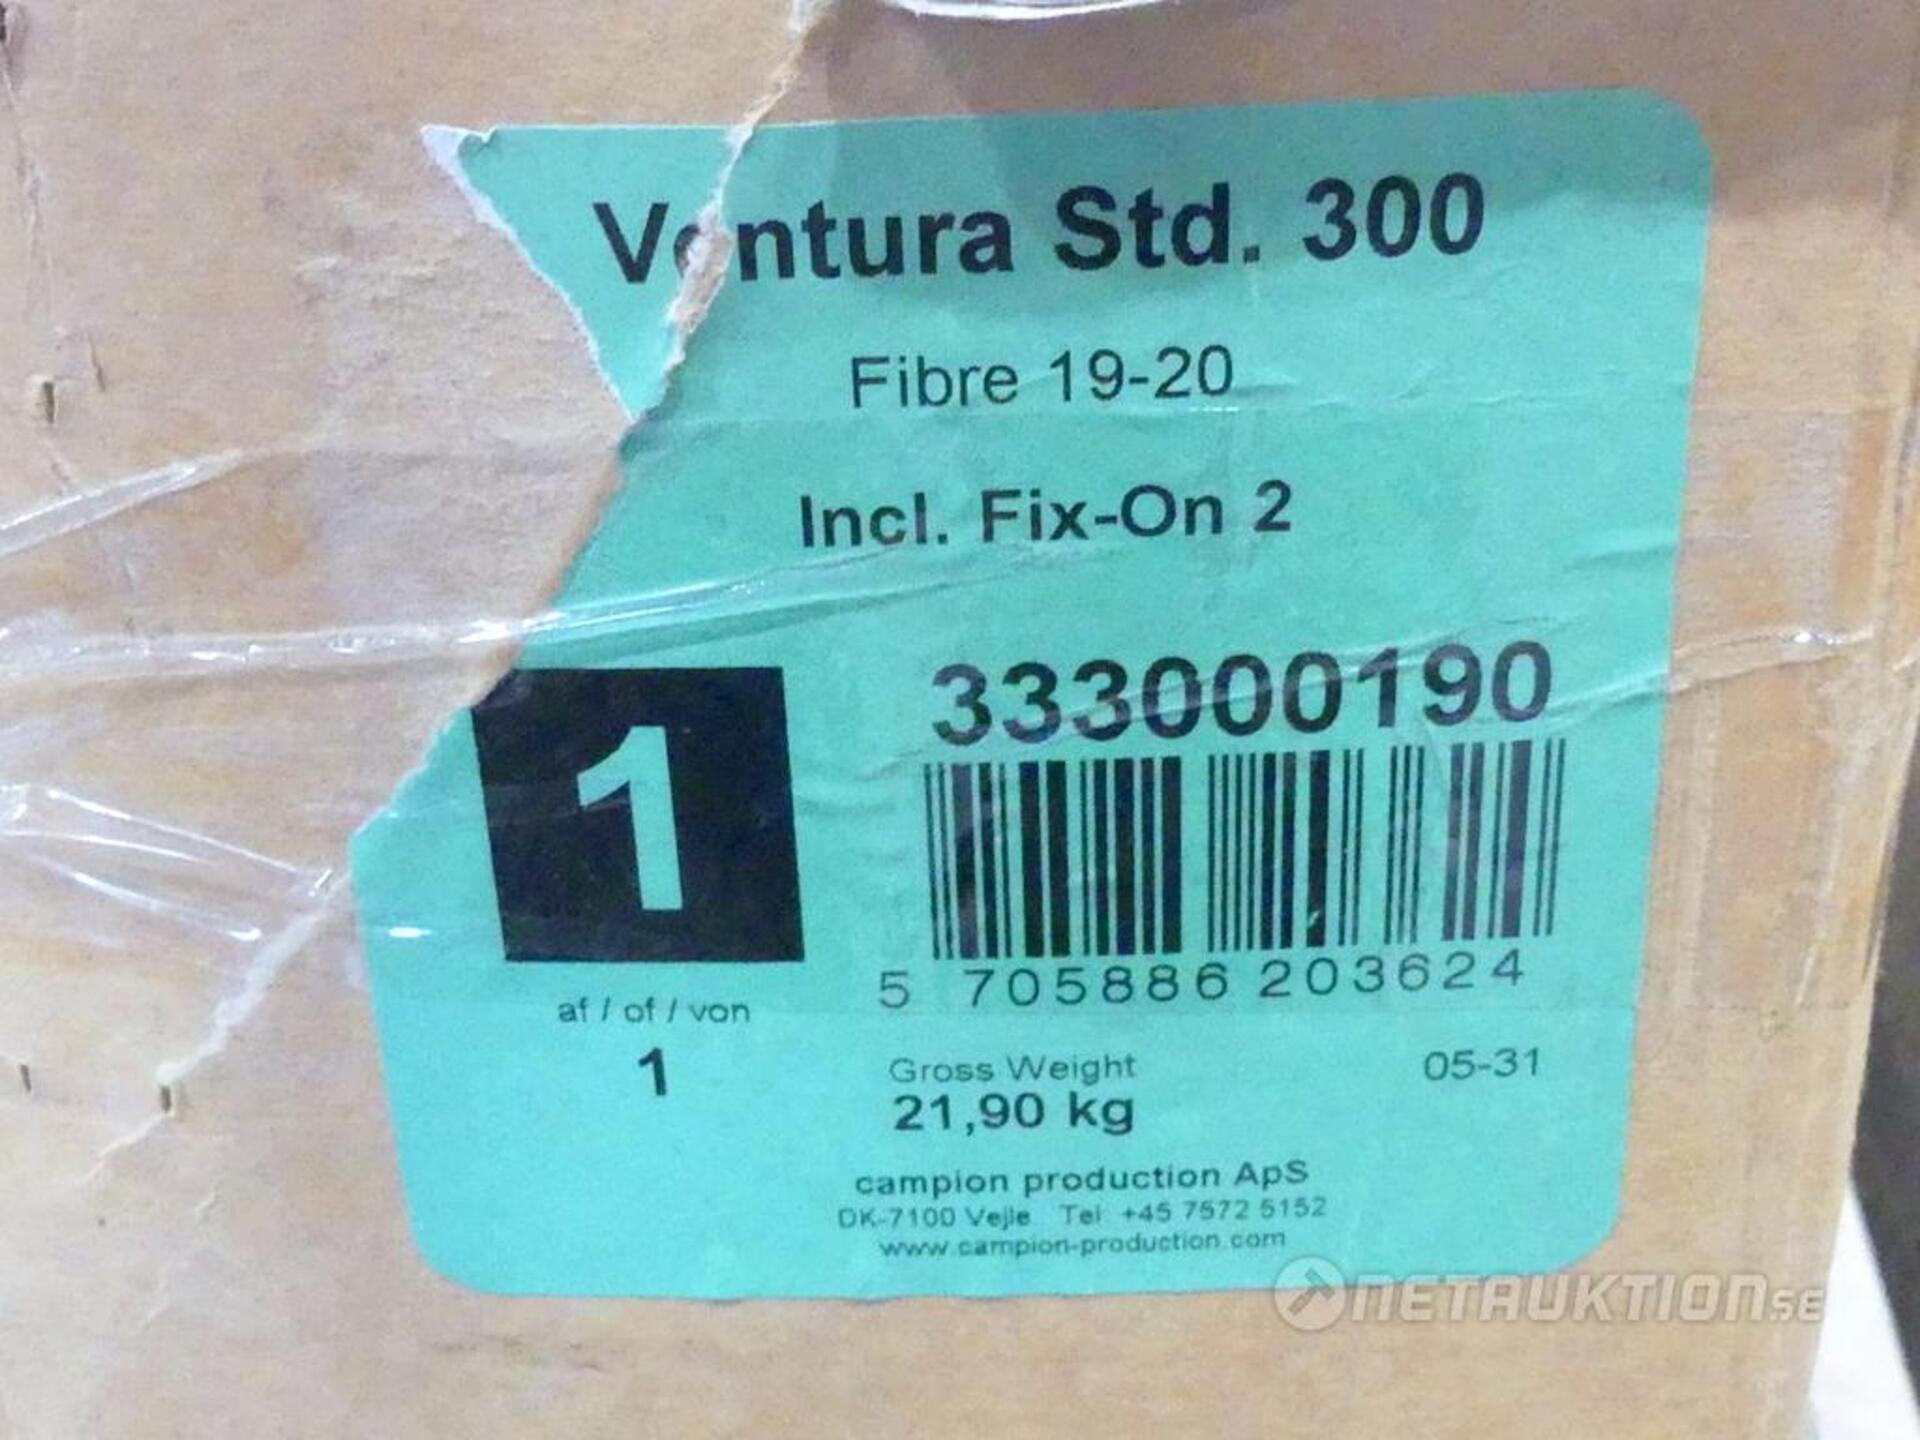 Ventura Std. 300
Fibre 19-20
Incl. Fix-On 2
333000190
1
5 705886 203624
af / of / von
1
Gross Weight
05-31
21,90 kg
campion production ApS
DK-7100 Vejle Tel: +45 7572 5152
www.campion-production.com
NETAUKTION.SE